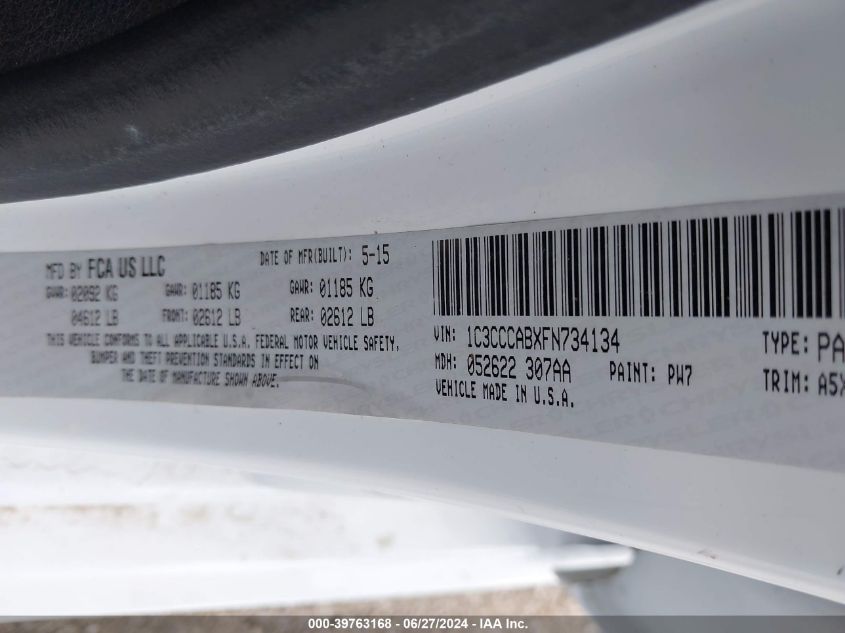 MFD BY FCA US LLC
DATE OF MFR(BUILT): 5-15
GVWR: 02092 KG GAWR: 01185 KG GAWR: 01185 KG
04612 LB FRONT: 02612 LB REAR: 02612 LB
THIS VEHICLE CONFORMS TO ALL APPLICABLE U.S.A. FEDERAL MOTOR VEHICLE SAFETY,
BUMPER AND THEFT PREVENTION STANDARDS IN EFFECT ON
THE DATE OF MANUFACTURE SHOWN ABOVE.
VIN: 1C3CCCABXFN734134 TYPE: PA
MDH: 052622 307AA PAINT: PW7 TRIM: A5X
VEHICLE MADE IN U.S.A.
000-39763168 - 06/27/2024 - IAA Inc.